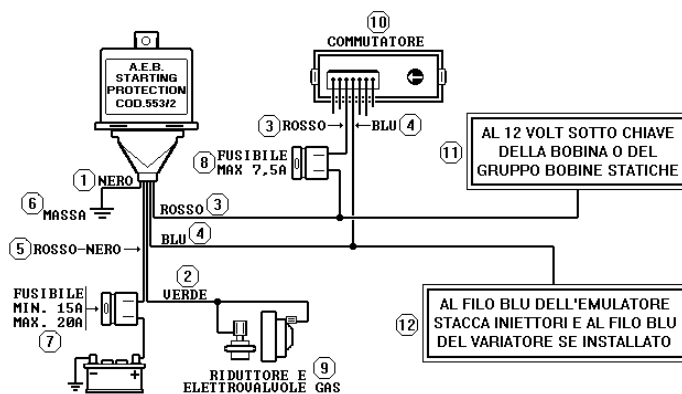 10
COMMUTATORE
A.E.B.
STARTING
PROTECTION
COD.553/2
3 ROSSO
BLU 4
8 FUSIBILE
MAX 7,5A
11
AL 12 VOLT SOTTO CHIAVE
DELLA BOBINA O DEL
GRUPPO BOBINE STATICHE
1 NERO
6 MASSA
ROSSO 3
BLU 4
5 ROSSO-NERO
2
VERDE
FUSIBILE
MIN. 15A
MAX. 20A
7
- +
12
AL FILO BLU DELL'EMULATORE
STACCA INIETTORI E AL FILO BLU
DEL VARIATORE SE INSTALLATO
9
RIDUTTORE E
ELETTROVALVOLE GAS